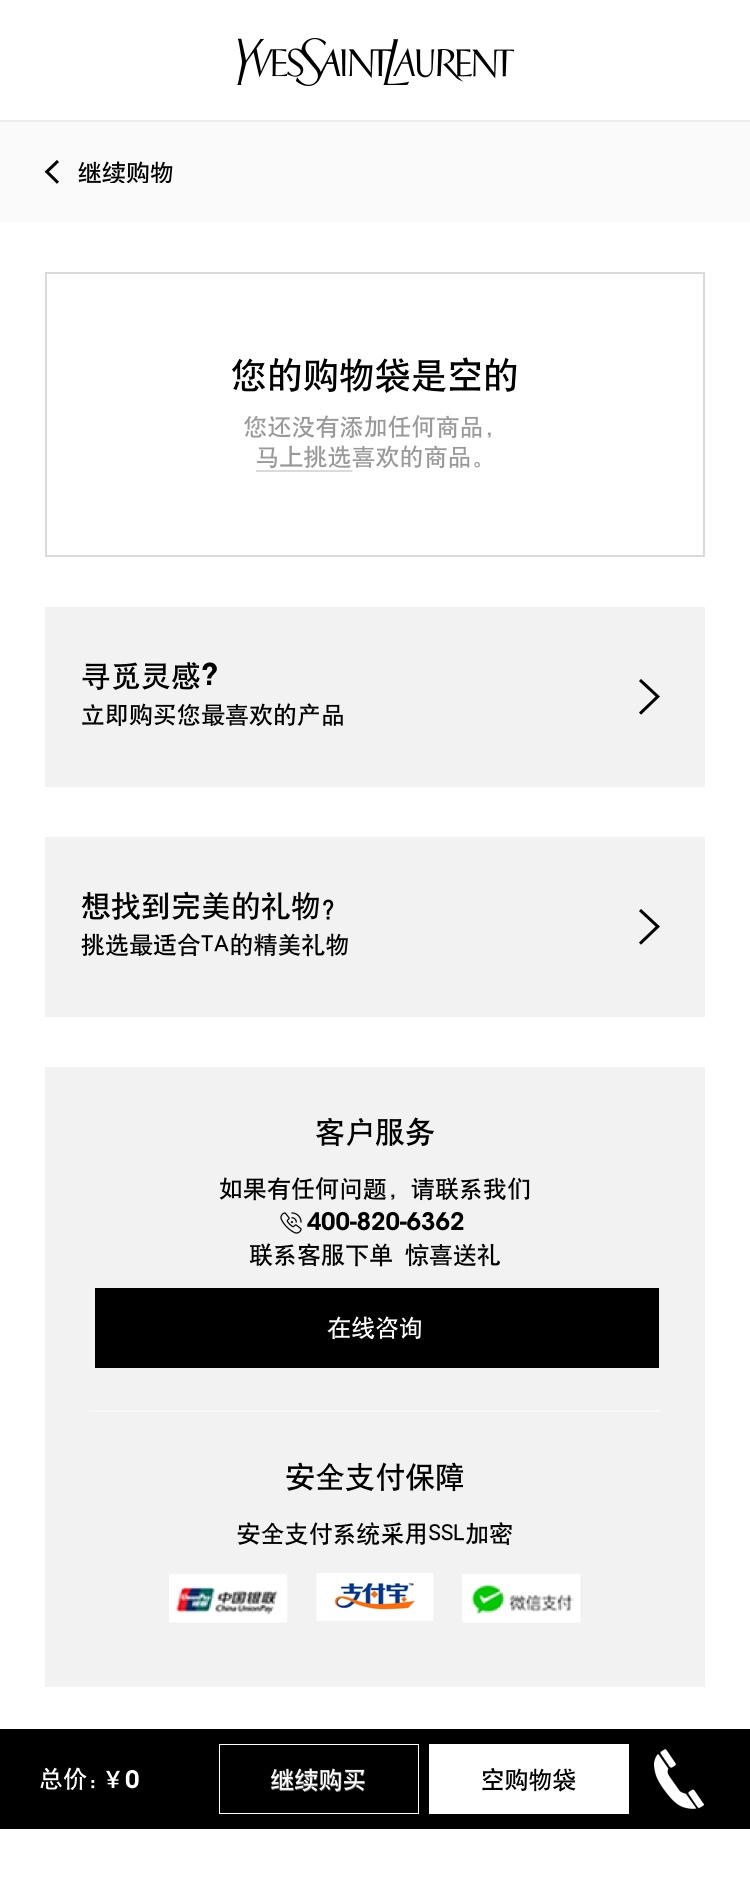 YVESSAINTLAURENT
继续购物
您的购物袋是空的
您还没有添加任何商品，
马上挑选喜欢的商品。
寻觅灵感?
立即购买您最喜欢的产品
想找到完美的礼物?
挑选最适合TA的精美礼物
客户服务
如果有任何问题，请联系我们
400-820-6362
联系客服下单 惊喜送礼
在线咨询
安全支付保障
安全支付系统采用SSL加密
UnionPay 中国银联 China UnionPay
支付宝™
微信支付
总价: ¥0 继续购买 空购物袋